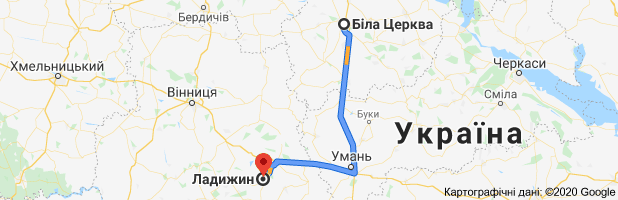 Бердичів
Біла Церква
Хмельницький
Черкаси
Вінниця
Сміла
Буки
Україна
Умань
Ладижин
Картографічні дані: ©2020 Google